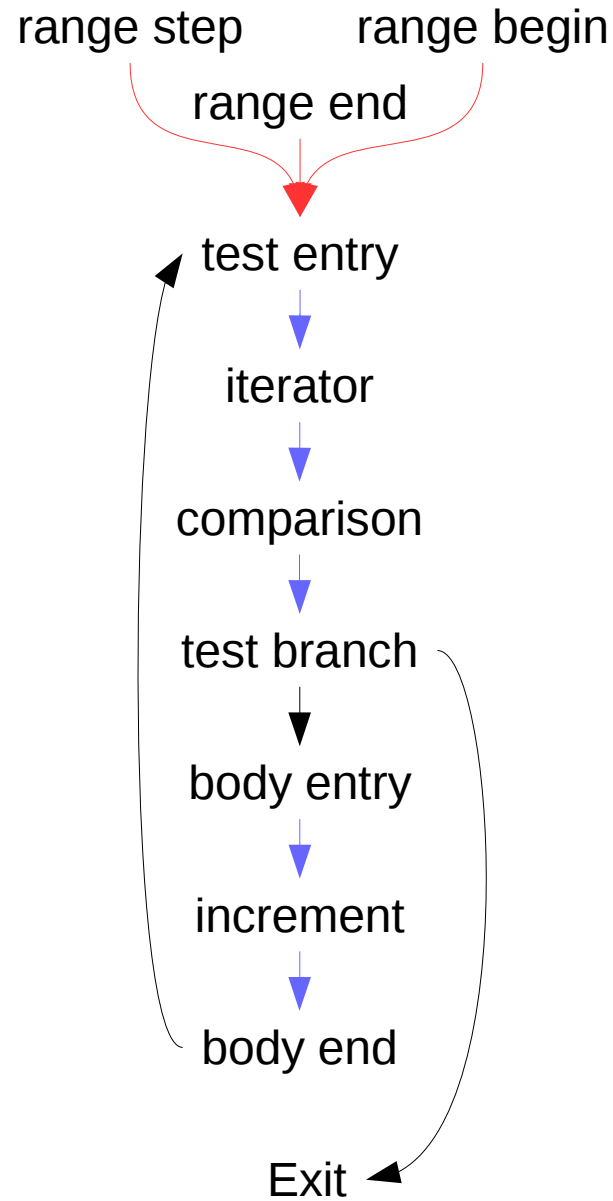 range step
range begin
range end
test entry
iterator
comparison
test branch
body entry
increment
body end
Exit